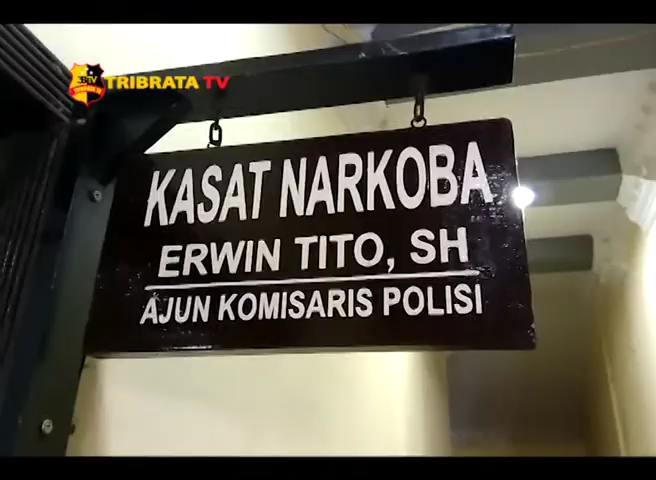 TRIBRATA TV
KASAT NARKOBA
ERWIN TITO, SH
AJUN KOMISARIS POLISI